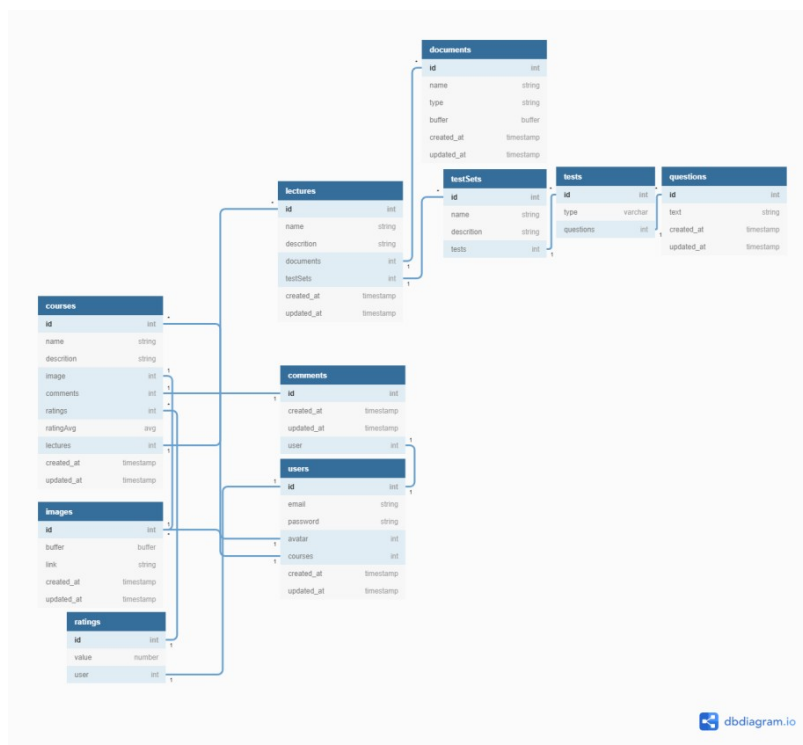 documents
id int
name string
type string
buffer buffer
created_at timestamp
updated_at timestamp
lectures
id int
name string
descrition string
documents int
testSets int
created_at timestamp
updated_at timestamp
testSets
id int
name string
descrition string
tests int
tests
id int
type varchar
questions int
questions
id int
text string
created_at timestamp
updated_at timestamp
courses
id int
name string
descrition string
image int
comments int
ratings int
ratingAvg avg
lectures int
created_at timestamp
updated_at timestamp
comments
id int
created_at timestamp
updated_at timestamp
user int
users
id int
email string
password string
avatar int
courses int
created_at timestamp
updated_at timestamp
images
id int
buffer buffer
link string
created_at timestamp
updated_at timestamp
ratings
id int
value number
user int
dbdiagram.io